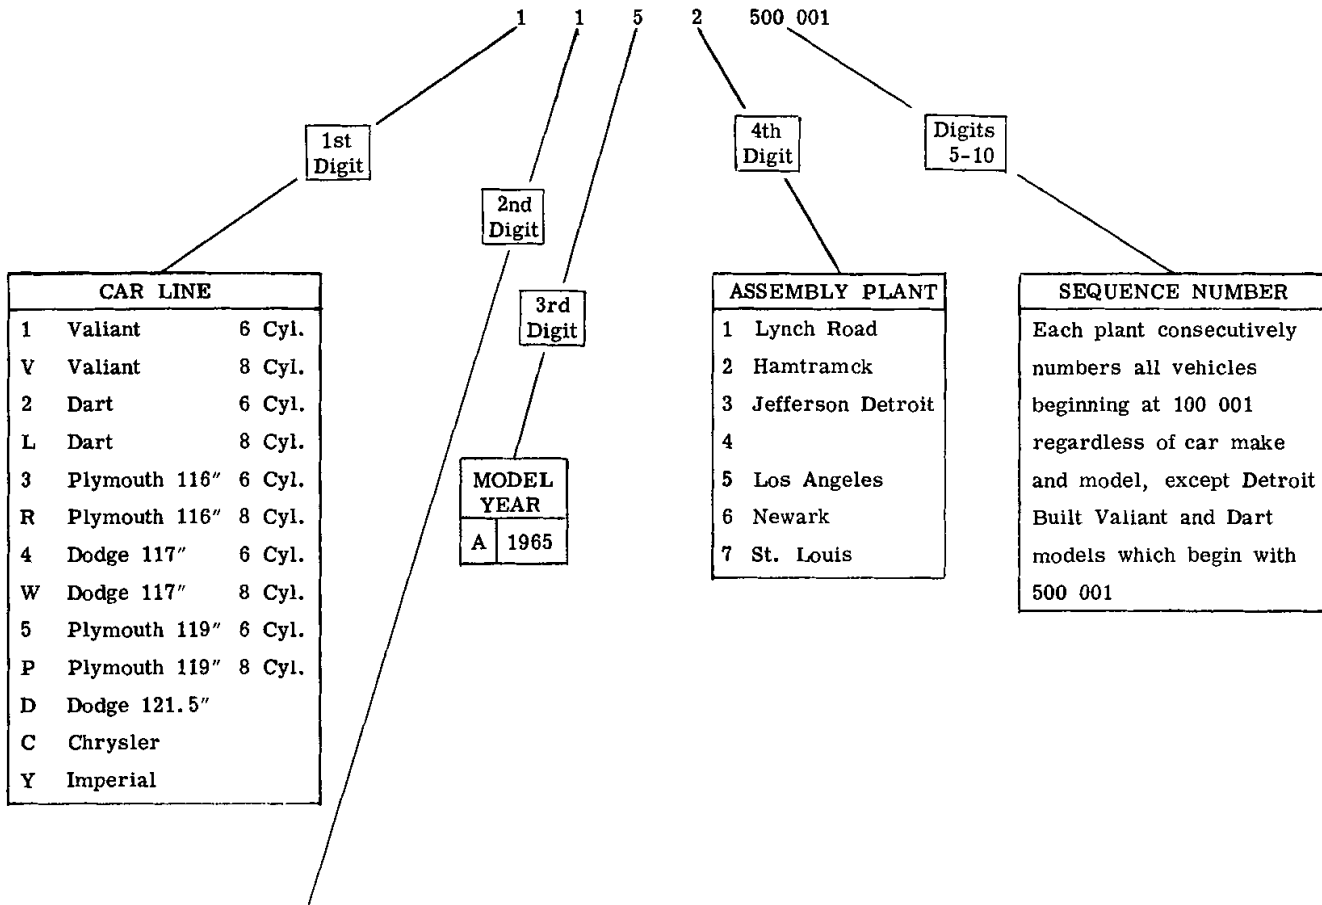 1 1 5 2 500 001
1st
Digit
2nd
Digit
3rd
Digit
4th
Digit
Digits
5-10
CAR LINE
1 Valiant 6 Cyl.
V Valiant 8 Cyl.
2 Dart 6 Cyl.
L Dart 8 Cyl.
3 Plymouth 116" 6 Cyl.
R Plymouth 116" 8 Cyl.
4 Dodge 117" 6 Cyl.
W Dodge 117" 8 Cyl.
5 Plymouth 119" 6 Cyl.
P Plymouth 119" 8 Cyl.
D Dodge 121.5"
C Chrysler
Y Imperial
MODEL
YEAR
A 1965
ASSEMBLY PLANT
1 Lynch Road
2 Hamtramck
3 Jefferson Detroit
4
5 Los Angeles
6 Newark
7 St. Louis
SEQUENCE NUMBER
Each plant consecutively
numbers all vehicles
beginning at 100 001
regardless of car make
and model, except Detroit
Built Valiant and Dart
models which begin with
500 001